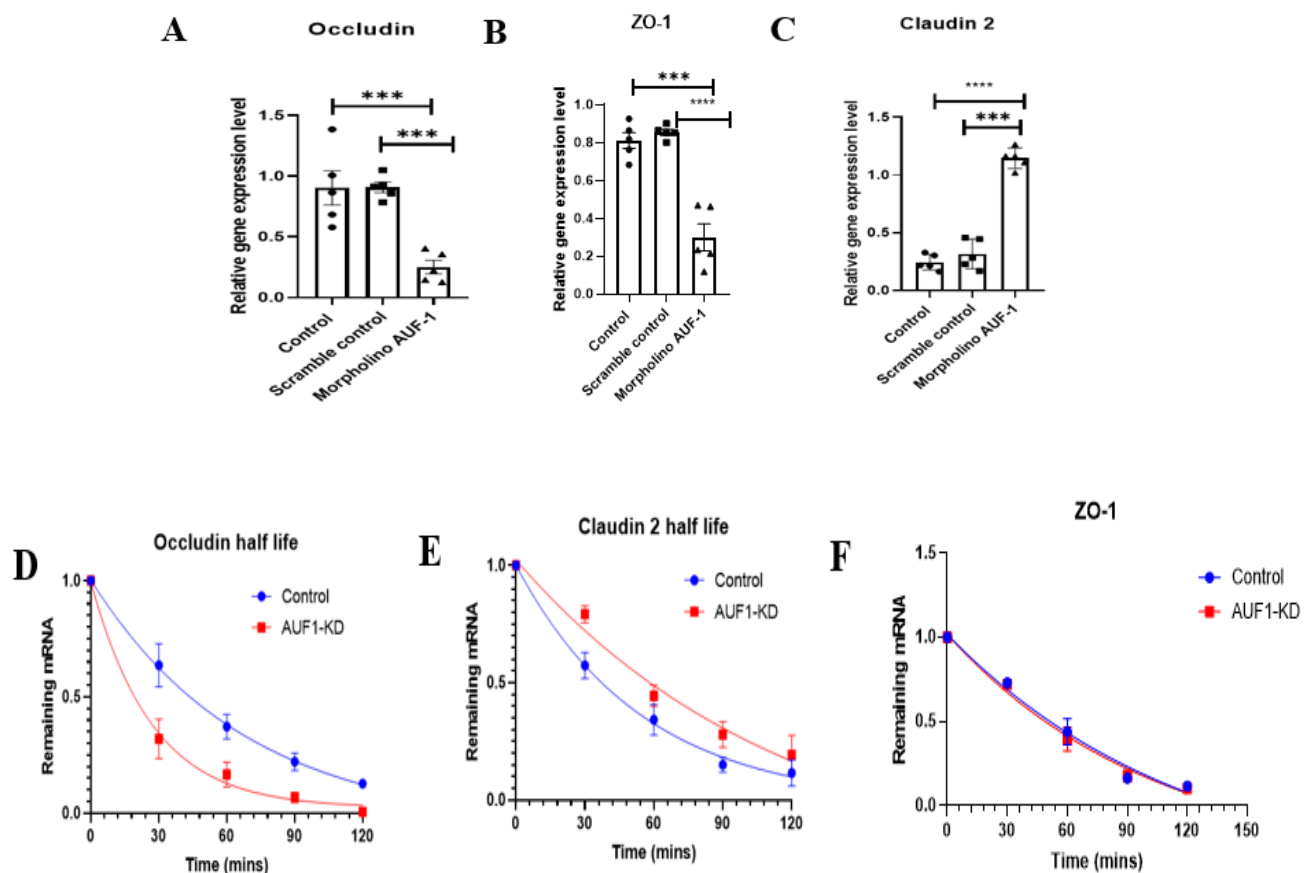 A
Occludin
Relative gene expression level
1.5
1.0
0.5
0.0
***
***
Control
Scramble control
Morpholino AUF-1
B
ZO-1
Relative gene expression level
1.0
0.8
0.6
0.4
0.2
0.0
***
****
Control
Scramble control
Morpholino AUF-1
C
Claudin 2
Relative gene expression level
1.5
1.0
0.5
0.0
****
***
Control
Scramble control
Morpholino AUF-1
D
Occludin half life
Remaining mRNA
1.0
0.5
0.0
0 30 60 90 120
Time (mins)
Control
AUF1-KD
E
Claudin 2 half life
Remaining mRNA
1.0
0.5
0.0
0 30 60 90 120
Time (mins)
Control
AUF1-KD
F
ZO-1
Remaining mRNA
1.5
1.0
0.5
0.0
0 30 60 90 120 150
Time (mins)
Control
AUF1-KD